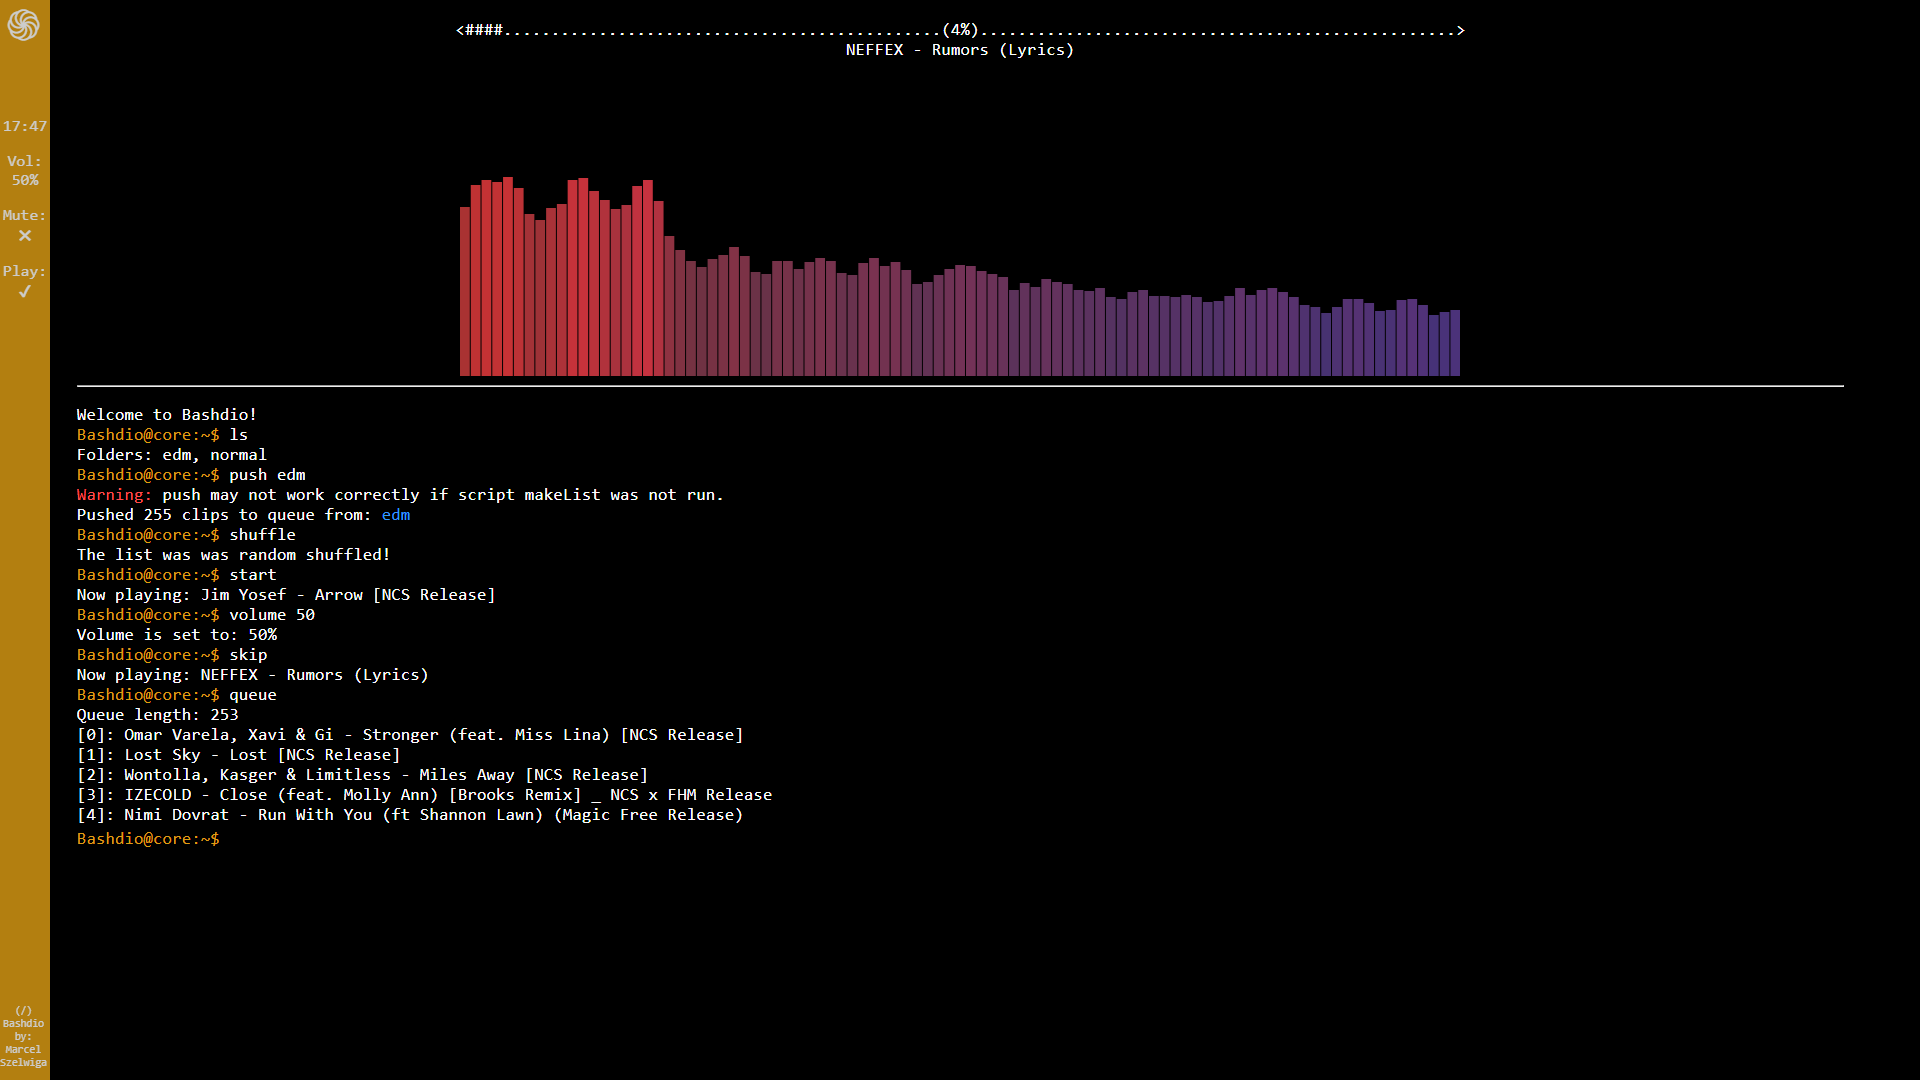 <####..............................................(4%)..................................................>
NEFFEX - Rumors (Lyrics)
17:47
Vol:
50%
Mute:
✕
Play:
✓
Welcome to Bashdio!
Bashdio@core:~$ ls
Folders: edm, normal
Bashdio@core:~$ push edm
Warning: push may not work correctly if script makeList was not run.
Pushed 255 clips to queue from: edm
Bashdio@core:~$ shuffle
The list was was random shuffled!
Bashdio@core:~$ start
Now playing: Jim Yosef - Arrow [NCS Release]
Bashdio@core:~$ volume 50
Volume is set to: 50%
Bashdio@core:~$ skip
Now playing: NEFFEX - Rumors (Lyrics)
Bashdio@core:~$ queue
Queue length: 253
[0]: Omar Varela, Xavi & Gi - Stronger (feat. Miss Lina) [NCS Release]
[1]: Lost Sky - Lost [NCS Release]
[2]: Wontolla, Kasger & Limitless - Miles Away [NCS Release]
[3]: IZECOLD - Close (feat. Molly Ann) [Brooks Remix] _ NCS x FHM Release
[4]: Nimi Dovrat - Run With You (ft Shannon Lawn) (Magic Free Release)
Bashdio@core:~$
(/)
Bashdio
by:
Marcel
Szelwiga